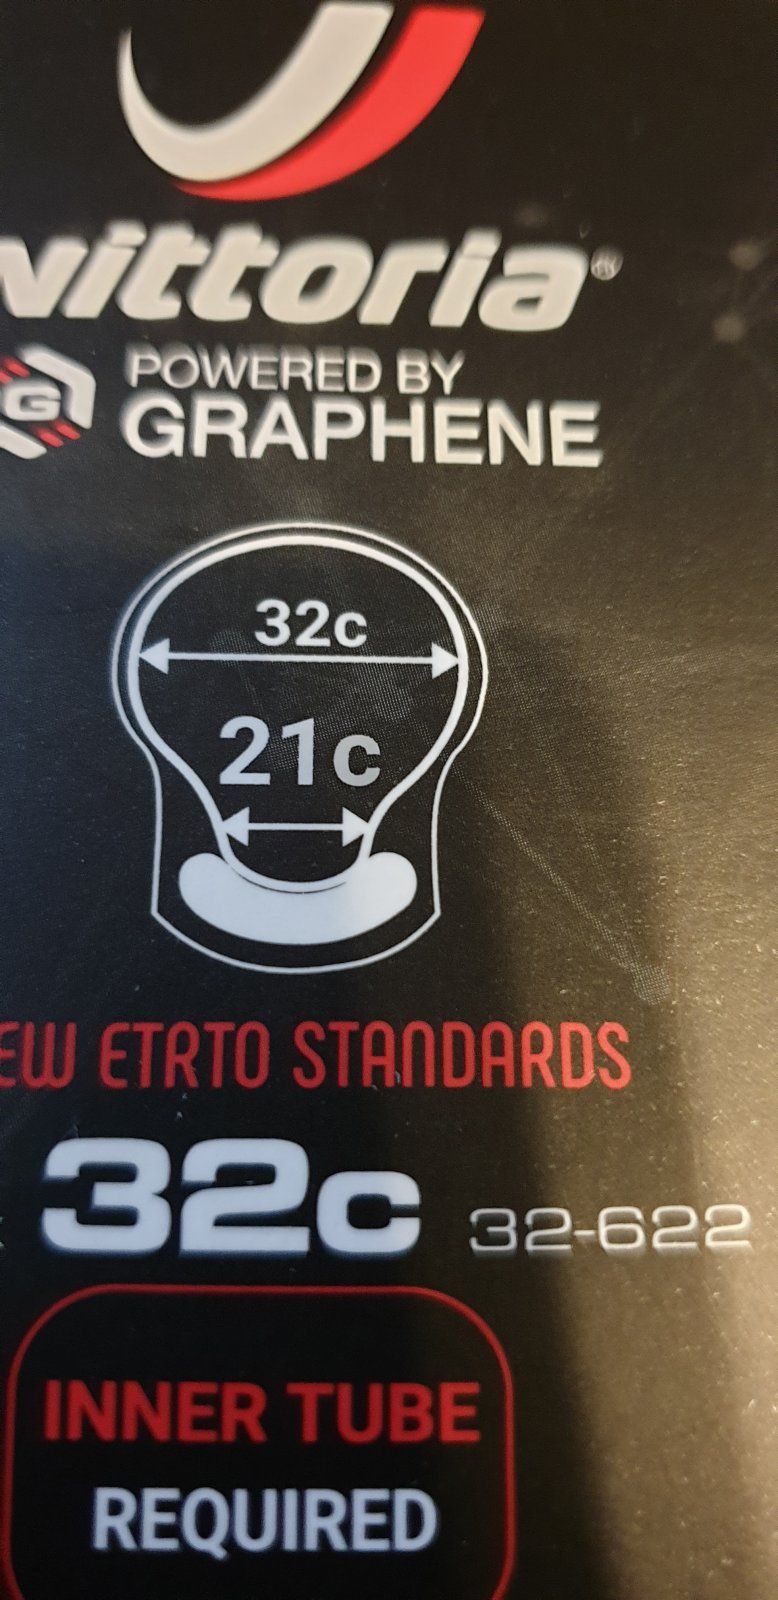 vittoria®
G
POWERED BY
GRAPHENE
32c
21c
EW ETRTO STANDARDS
32c 32-622
INNER TUBE
REQUIRED